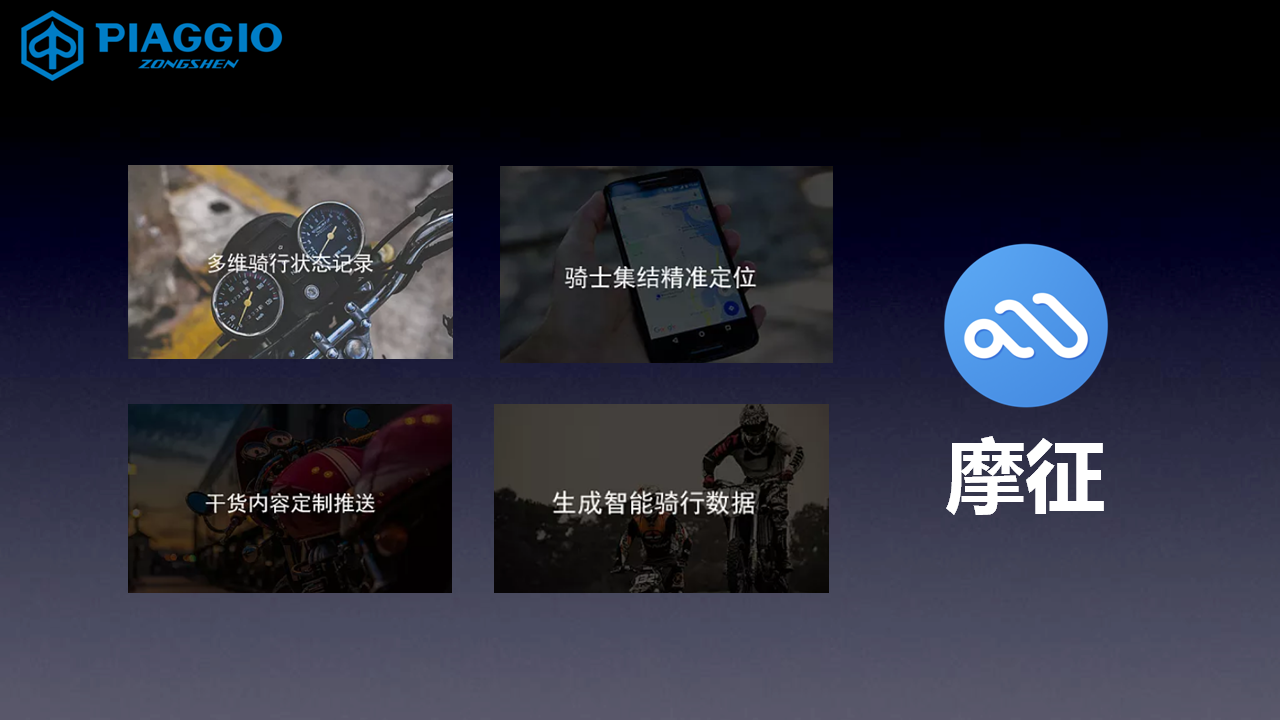 PIAGGIO
ZONGSHEN
多维骑行状态记录
骑士集结精准定位
干货内容定制推送
生成智能骑行数据
摩征